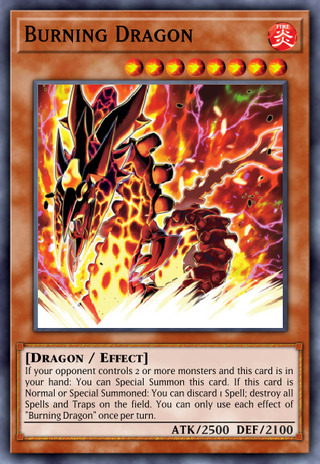 Burning Dragon
FIRE
炎
[Dragon / Effect]
If your opponent controls 2 or more monsters and this card is in
your hand: You can Special Summon this card. If this card is
Normal or Special Summoned: You can discard 1 Spell; destroy all
Spells and Traps on the field. You can only use each effect of
"Burning Dragon" once per turn.
ATK/2500 DEF/2100